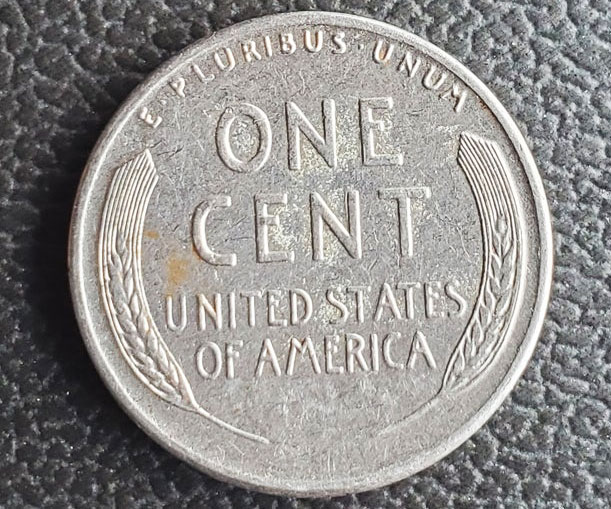 E·PLURIBUS·UNUM
ONE
CENT
UNITED STATES
OF AMERICA